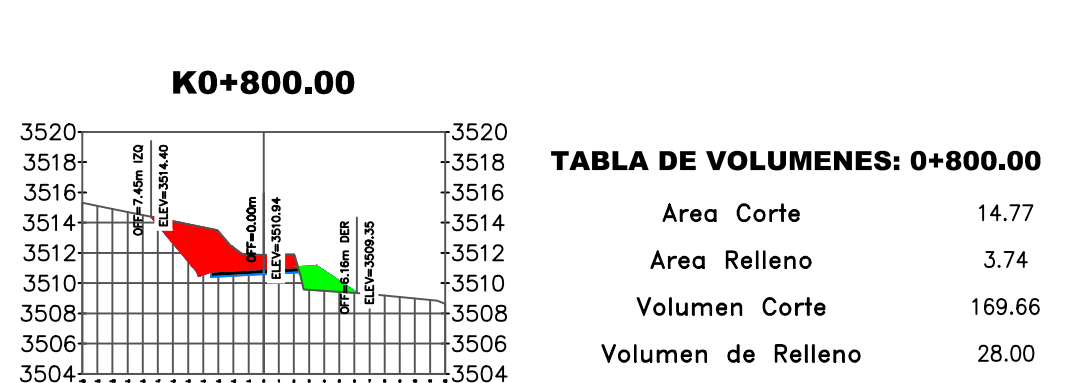 K0+800.00
3520
3518
3516
3514
3512
3510
3508
3506
3504
OFF=7.45m IZQ
ELEV=3514.40
OFF=0.00m
ELEV=3510.94
OFF=6.16m DER
ELEV=3509.35
3520
3518
3516
3514
3512
3510
3508
3506
3504
TABLA DE VOLUMENES: 0+800.00
Area Corte 14.77
Area Relleno 3.74
Volumen Corte 169.66
Volumen de Relleno 28.00